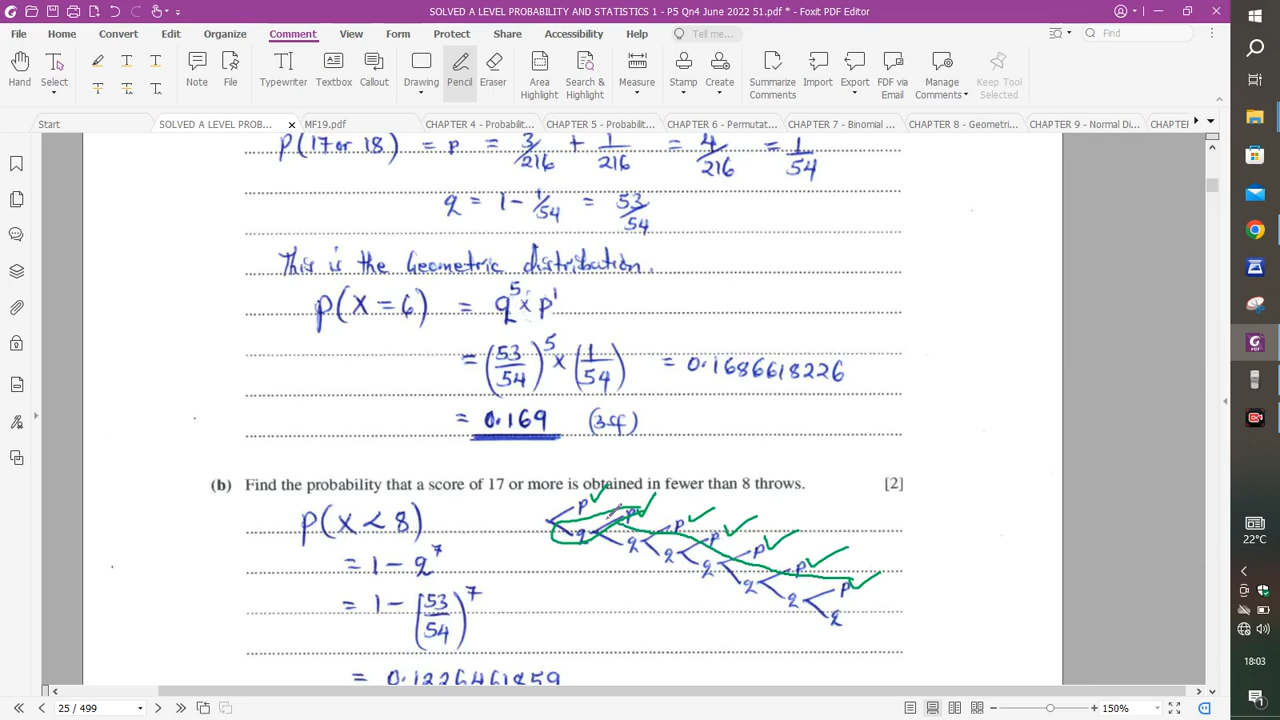 SOLVED A LEVEL PROBABILITY AND STATISTICS 1 - P5 Qn4 June 2022 51.pdf * - Foxit PDF Editor
File Home Convert Edit Organize Comment View Form Protect Share Accessibility Help Tell me... Find
Hand Select Note File Typewriter Textbox Callout Drawing Pencil Eraser Area Highlight Search & Highlight Measure Stamp Create Summarize Comments Import Export FDF via Email Manage Comments Keep Tool Selected
Start SOLVED A LEVEL PROB... MF19.pdf CHAPTER 4 - Probabilit... CHAPTER 5 - Probabilit... CHAPTER 6 - Permutat... CHAPTER 7 - Binomial ... CHAPTER 8 - Geometri... CHAPTER 9 - Normal Di... CHAPTE
P(17 or 18) = p = 3/216 + 1/216 = 4/216 = 1/54
q = 1 - 1/54 = 53/54
This is the Geometric distribution.
P(X = 6) = q^5 × p^1
= (53/54)^5 × (1/54) = 0.1686618226
= 0.169 (3sf)
(b) Find the probability that a score of 17 or more is obtained in fewer than 8 throws. [2]
P(X < 8)
= 1 - q^7
= 1 - (53/54)^7
= 0.1226461859
p
q p
q p
q p
q p
q p
q p
q
25 / 499 150%
22°C
18:03